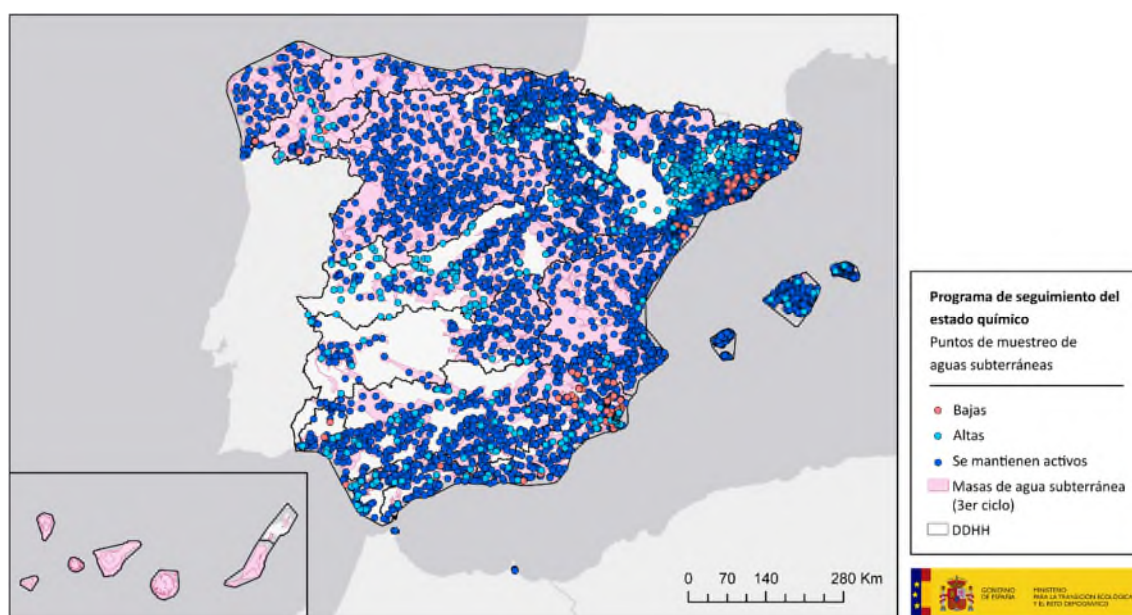 Programa de seguimiento del
estado químico
Puntos de muestreo de
aguas subterráneas
Bajas
Altas
Se mantienen activos
Masas de agua subterránea
(3er ciclo)
DDHH
0 70 140 280 Km
GOBIERNO
DE ESPAÑA
MINISTERIO
PARA LA TRANSICIÓN ECOLÓGICA
Y EL RETO DEMOGRÁFICO